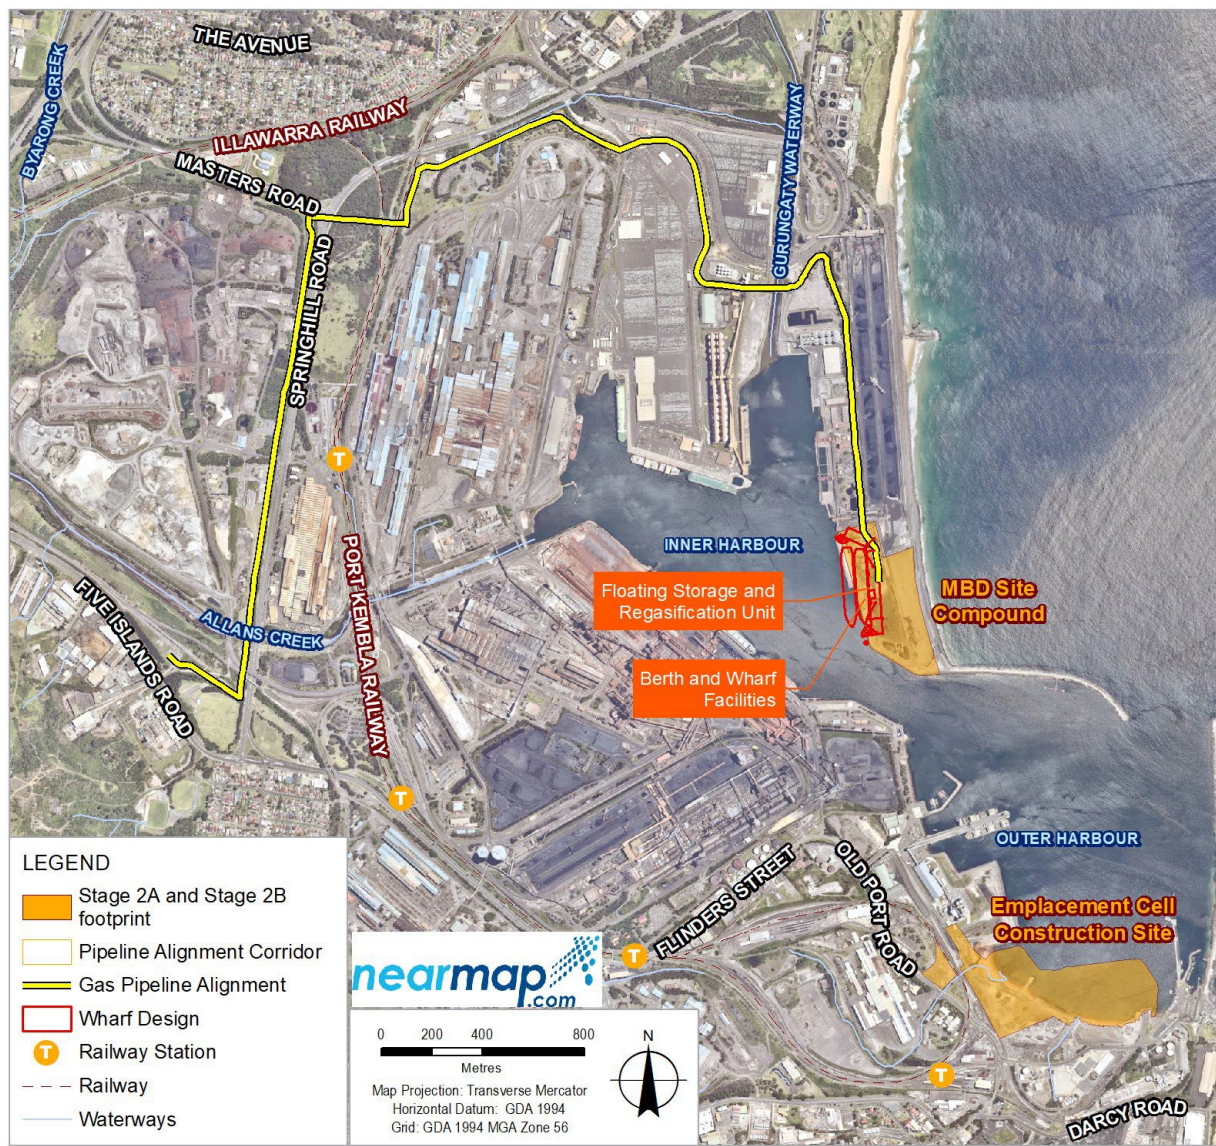 THE AVENUE
BYARONG CREEK
ILLAWARRA RAILWAY
MASTERS ROAD
GURUNGATY WATERWAY
SPRINGHILL ROAD
T
INNER HARBOUR
PORT KEMBLA RAILWAY
Floating Storage and
Regasification Unit
MBD Site
Compound
FIVE ISLANDS ROAD
ALLANS CREEK
Berth and Wharf
Facilities
T
OUTER HARBOUR
FLINDERS STREET
OLD PORT ROAD
Emplacement Cell
Construction Site
T
T
DARCY ROAD
LEGEND
Stage 2A and Stage 2B
footprint
Pipeline Alignment Corridor
Gas Pipeline Alignment
Wharf Design
T Railway Station
Railway
Waterways
nearmap
.com
0 200 400 800
Metres
Map Projection: Transverse Mercator
Horizontal Datum: GDA 1994
Grid: GDA 1994 MGA Zone 56
N